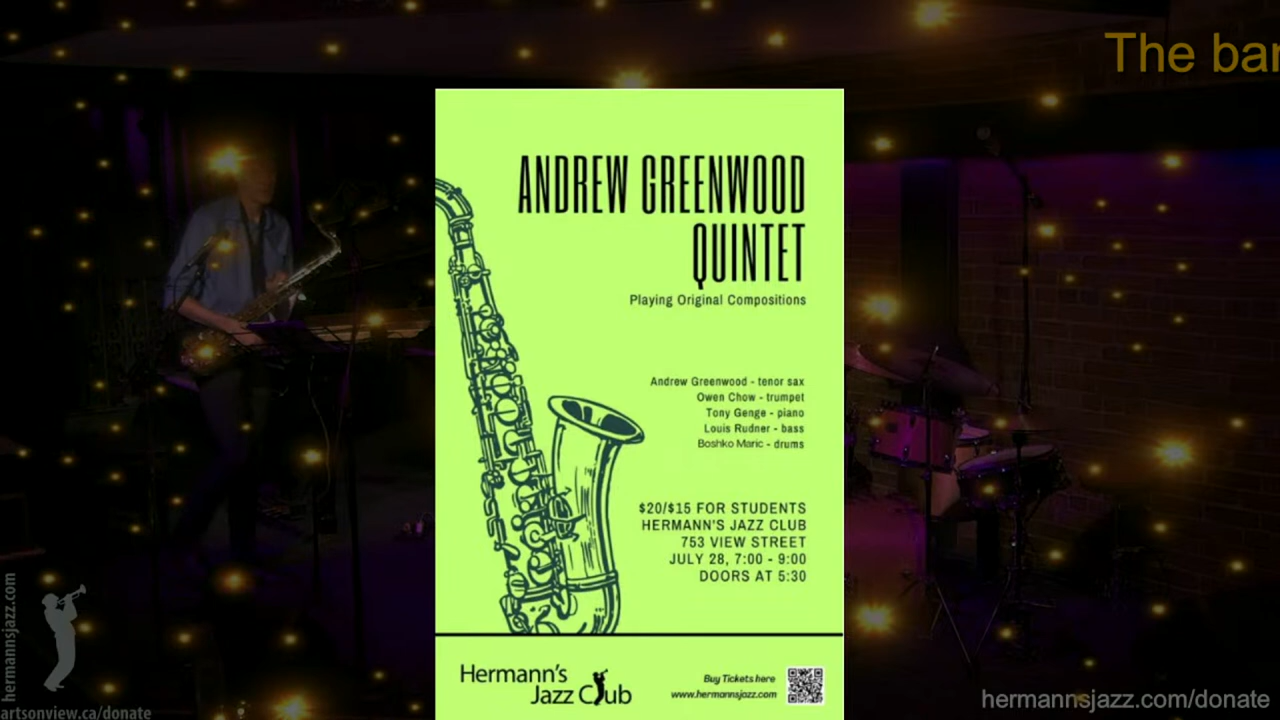 The bar
ANDREW GREENWOOD
QUINTET
Playing Original Compositions
Andrew Greenwood - tenor sax
Owen Chow - trumpet
Tony Genge - piano
Louis Rudner - bass
Boshko Maric - drums
$20/$15 FOR STUDENTS
HERMANN'S JAZZ CLUB
753 VIEW STREET
JULY 28, 7:00 - 9:00
DOORS AT 5:30
Hermann's
Jazz Club
Buy Tickets here
www.hermannsjazz.com
hermannsjazz.com
artsonview.ca/donate
hermannsjazz.com/donate